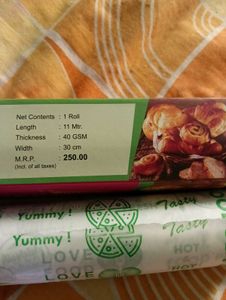 Net Contents : 1 Roll
Length : 11 Mtr.
Thickness : 40 GSM
Width : 30 cm
M.R.P. : 250.00
(Incl. of all taxes)
Yummy !
Tasty
Yummy !
Tasty
LOVE
HOT
LOVE
HOT